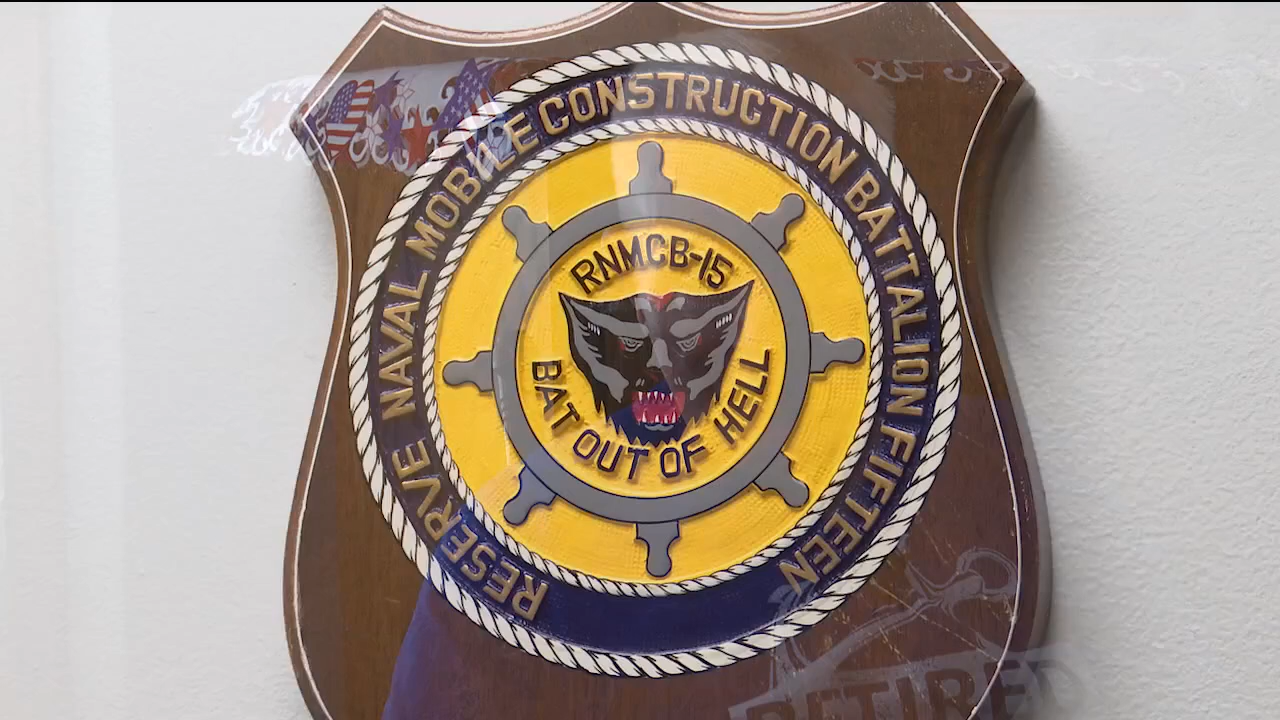 RESERVE NAVAL MOBILE CONSTRUCTION BATTALION FIFTEEN
RNMCB-15
BAT OUT OF HELL
RETIRED